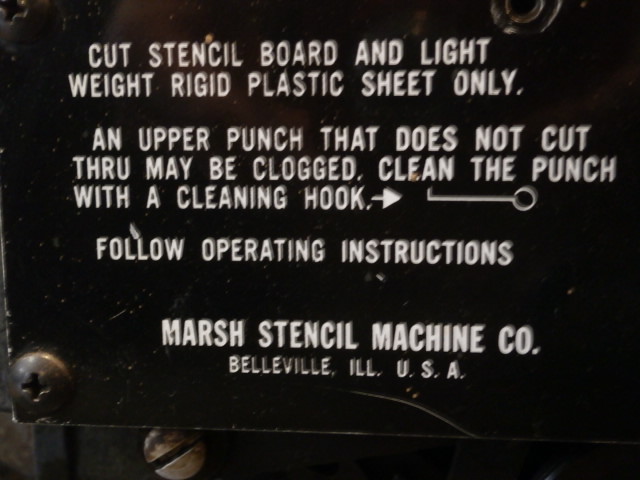 CUT STENCIL BOARD AND LIGHT
WEIGHT RIGID PLASTIC SHEET ONLY.
AN UPPER PUNCH THAT DOES NOT CUT
THRU MAY BE CLOGGED. CLEAN THE PUNCH
WITH A CLEANING HOOK.
FOLLOW OPERATING INSTRUCTIONS
MARSH STENCIL MACHINE CO.
BELLEVILLE, ILL. U. S. A.